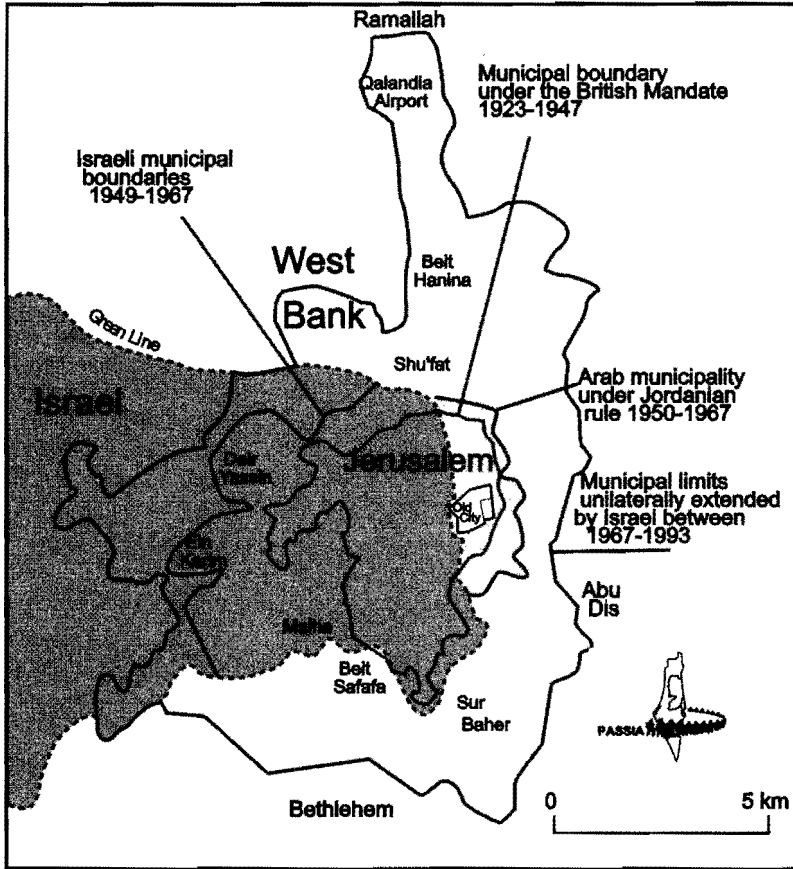 Ramallah
Qalandia
Airport
Municipal boundary
under the British Mandate
1923-1947
Israeli municipal
boundaries
1949-1967
West
Bank
Beit
Hanina
Green Line
Shu'fat
Israel
Arab municipality
under Jordanian
rule 1950-1967
Jerusalem
Deir
Yassin
Old
City
Municipal limits
unilaterally extended
by Israel between
1967-1993
Ein
Karem
Abu
Dis
Malha
Beit
Safafa
Sur
Baher
PASSIA
Bethlehem
0 5 km